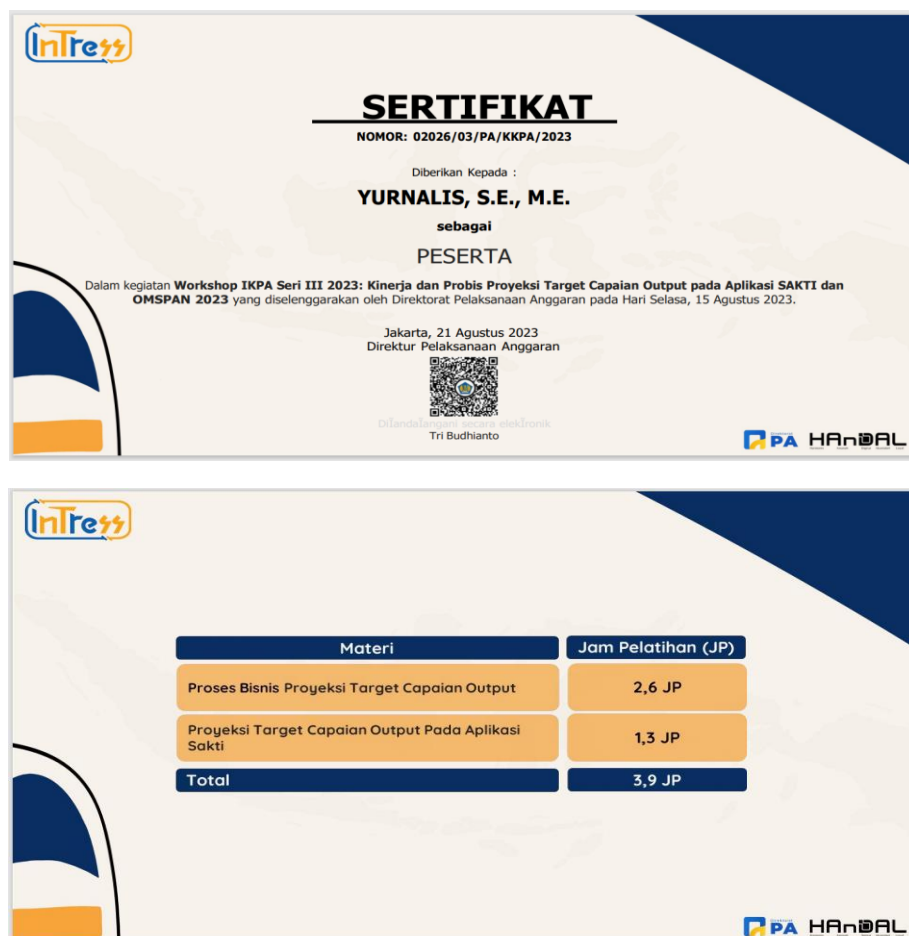 InTress
SERTIFIKAT
NOMOR: 02026/03/PA/KKPA/2023
Diberikan Kepada :
YURNALIS, S.E., M.E.
sebagai
PESERTA
Dalam kegiatan Workshop IKPA Seri III 2023: Kinerja dan Probis Proyeksi Target Capaian Output pada Aplikasi SAKTI dan
OMSPAN 2023 yang diselenggarakan oleh Direktorat Pelaksanaan Anggaran pada Hari Selasa, 15 Agustus 2023.
Jakarta, 21 Agustus 2023
Direktur Pelaksanaan Anggaran
Ditandatangani secara elektronik
Tri Budhianto
PA HAnDAL
InTress
Materi Jam Pelatihan (JP)
Proses Bisnis Proyeksi Target Capaian Output 2,6 JP
Proyeksi Target Capaian Output Pada Aplikasi
Sakti 1,3 JP
Total 3,9 JP
PA HAnDAL